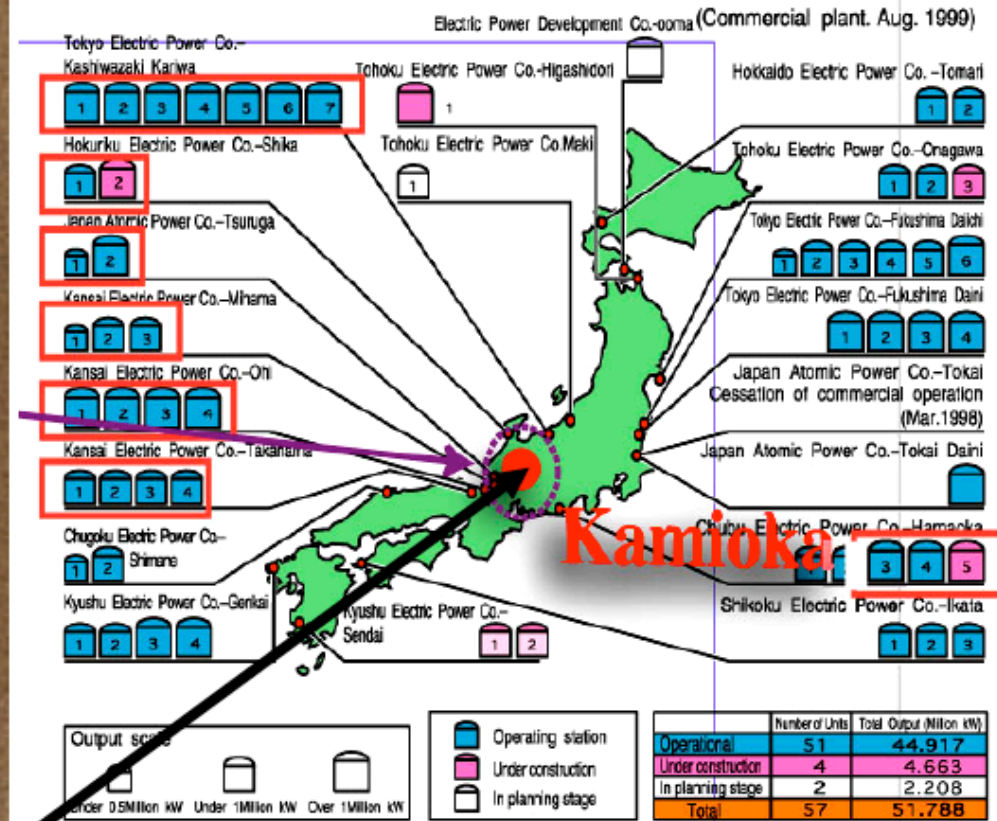 (Commercial plant. Aug. 1999)
Electric Power Development Co.-ooma
Tokyo Electric Power Co.-
Kashiwazaki Kariwa
1 2 3 4 5 6 7
Tohoku Electric Power Co.-Higashidori
1
Hokkaido Electric Power Co. -Tomari
1 2
Hokuriku Electric Power Co.-Shika
1 2
Tohoku Electric Power Co.Maki
1
Tohoku Electric Power Co.-Onagawa
1 2 3
Japan Atomic Power Co.-Tsuruga
1 2
Tokyo Electric Power Co.-Fukushima Daiichi
1 2 3 4 5 6
Kansai Electric Power Co.-Mihama
1 2 3
Tokyo Electric Power Co.-Fukushima Daini
1 2 3 4
Kansai Electric Power Co.-Ohi
1 2 3 4
Japan Atomic Power Co.-Tokai
Cessation of commercial operation
(Mar.1998)
Kansai Electric Power Co.-Takahama
1 2 3 4
Japan Atomic Power Co.-Tokai Daini
Kamioka
Chugoku Electric Power Co.-
Shimane
1 2
Chubu Electric Power Co.-Hamaoka
3 4 5
Kyushu Electric Power Co.-Genkai
1 2 3 4
Kyushu Electric Power Co.-
Sendai
1 2
Shikoku Electric Power Co.-Ikata
1 2 3
Output scale
Under 0.5Million kW Under 1Million kW Over 1Million kW
Operating station
Under construction
In planning stage
Number of Units Total Output (Million kW)
Operational 51 44.917
Under construction 4 4.663
In planning stage 2 2.208
Total 57 51.788